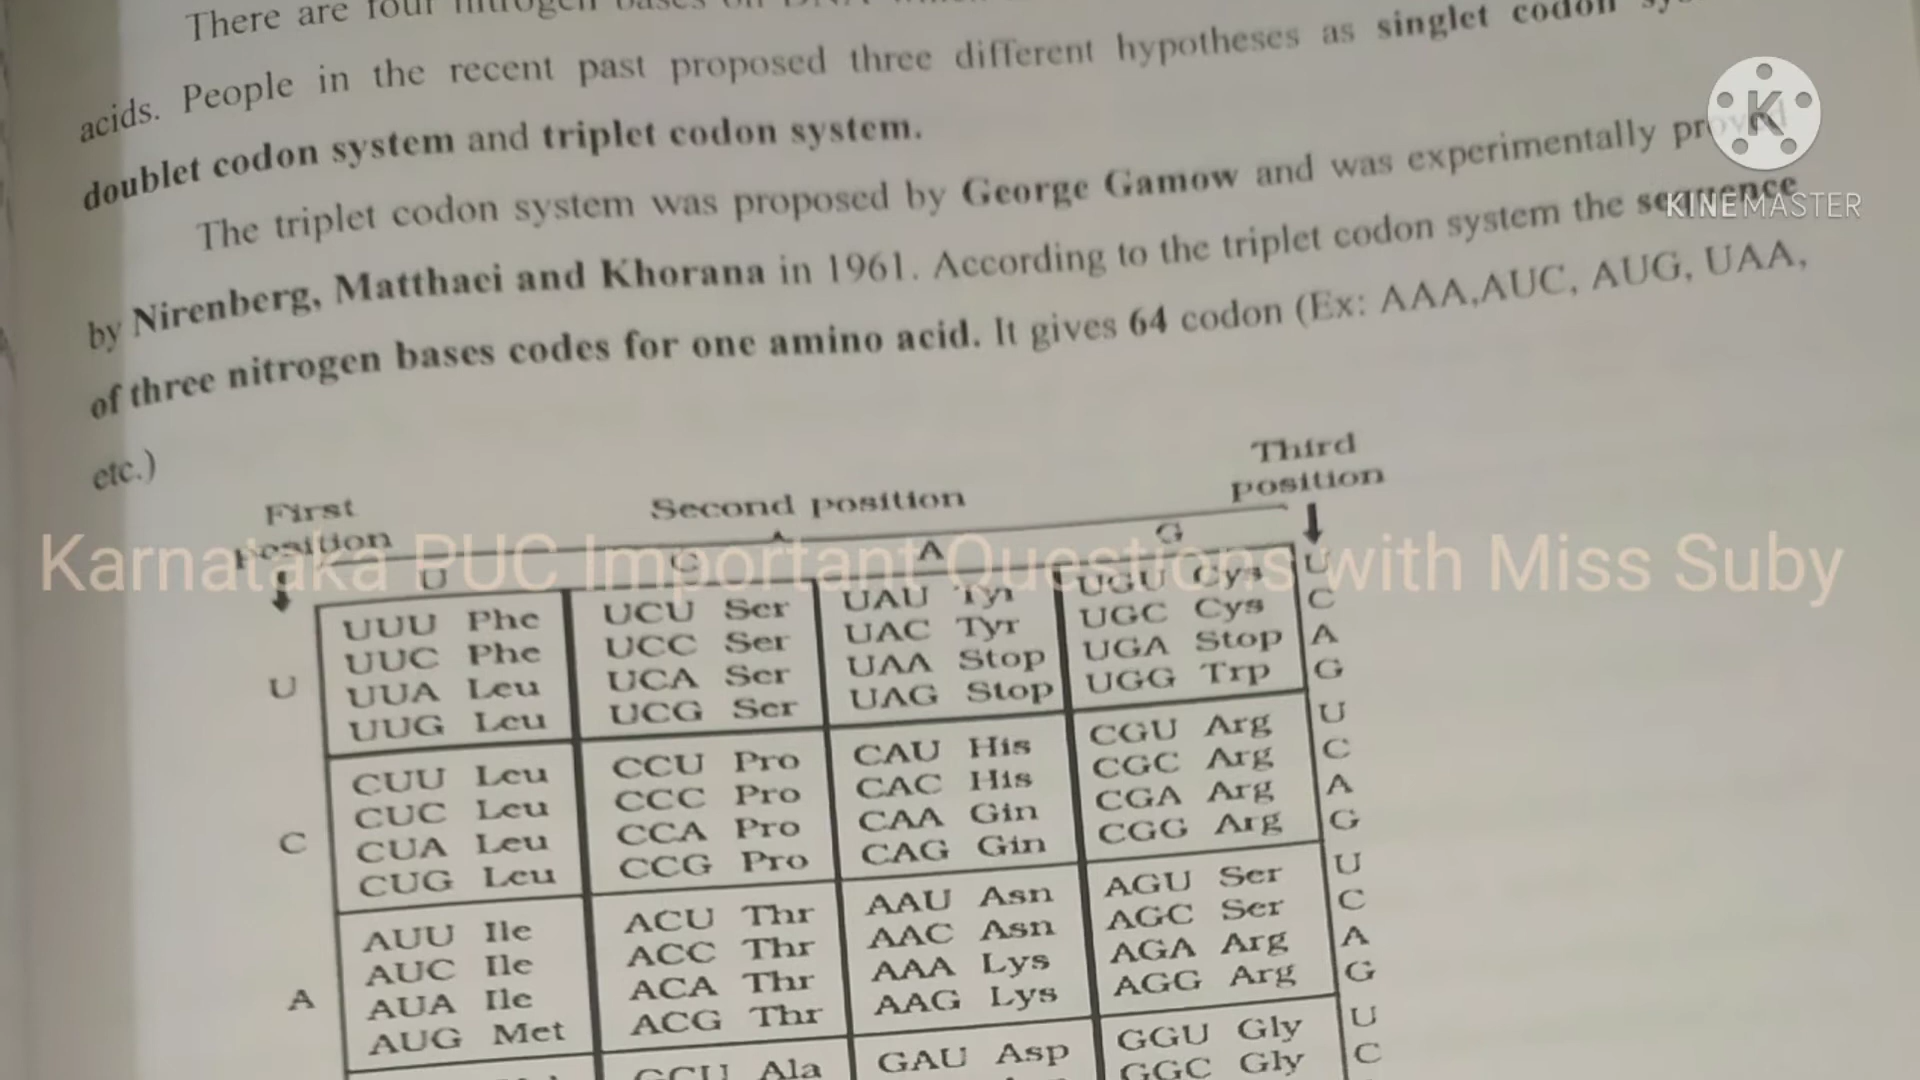 There are four nitrogen bases on DNA
acids. People in the recent past proposed three different hypotheses as singlet codon
doublet codon system and triplet codon system.
The triplet codon system was proposed by George Gamow and was experimentally proved
by Nirenberg, Matthaei and Khorana in 1961. According to the triplet codon system the sequence
of three nitrogen bases codes for one amino acid. It gives 64 codon (Ex: AAA,AUC, AUG, UAA,
etc.)
K
KINEMASTER
First position
Second position
Third position
Karnataka PUC Important Questions with Miss Suby
U C A G
UUU Phe UCU Ser UAU Tyr UGU Cys U
UUC Phe UCC Ser UAC Tyr UGC Cys C
U UUA Leu UCA Ser UAA Stop UGA Stop A
UUG Leu UCG Ser UAG Stop UGG Trp G
CUU Leu CCU Pro CAU His CGU Arg U
CUC Leu CCC Pro CAC His CGC Arg C
C CUA Leu CCA Pro CAA Gin CGA Arg A
CUG Leu CCG Pro CAG Gin CGG Arg G
AUU Ile ACU Thr AAU Asn AGU Ser U
AUC Ile ACC Thr AAC Asn AGC Ser C
A AUA Ile ACA Thr AAA Lys AGA Arg A
AUG Met ACG Thr AAG Lys AGG Arg G
GCU Ala GAU Asp GGU Gly U
GGC Gly C